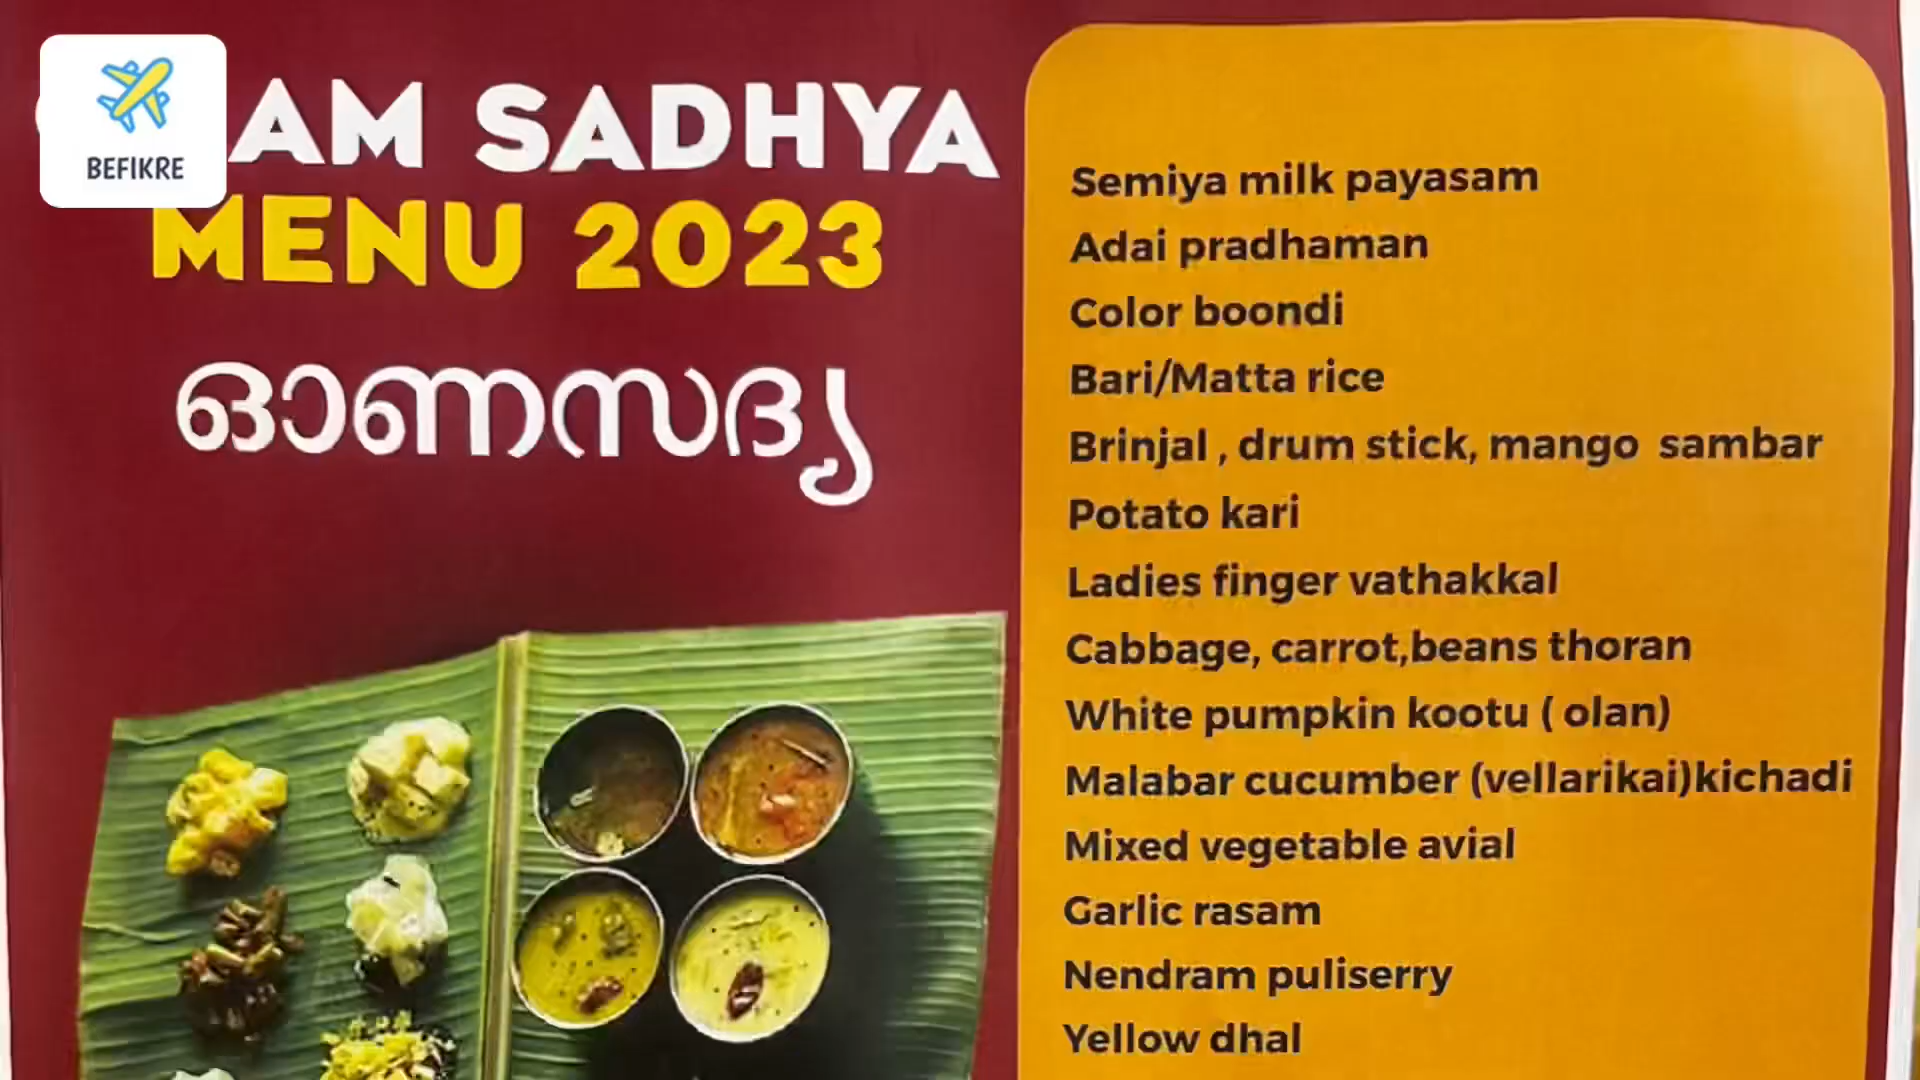 BEFIKRE
AM SADHYA
MENU 2023
ഓണസദ്യ
Semiya milk payasam
Adai pradhaman
Color boondi
Bari/Matta rice
Brinjal , drum stick, mango sambar
Potato kari
Ladies finger vathakkal
Cabbage, carrot,beans thoran
White pumpkin kootu ( olan)
Malabar cucumber (vellarikai)kichadi
Mixed vegetable avial
Garlic rasam
Nendram puliserry
Yellow dhal